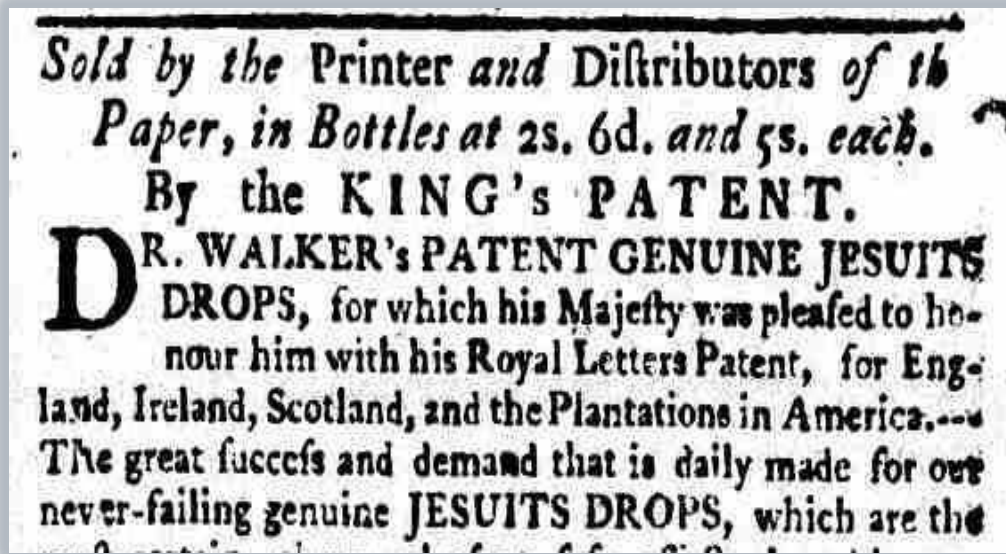 Sold by the Printer and Diſtributors of th
Paper, in Bottles at 2s. 6d. and 5s. each.
By the KING's PATENT.
DR. WALKER's PATENT GENUINE JESUITS
DROPS, for which his Majeſty was pleaſed to ho-
nour him with his Royal Letters Patent, for Eng-
land, Ireland, Scotland, and the Plantations in America.---
The great ſucceſs and demand that is daily made for our
never-failing genuine JESUITS DROPS, which are the